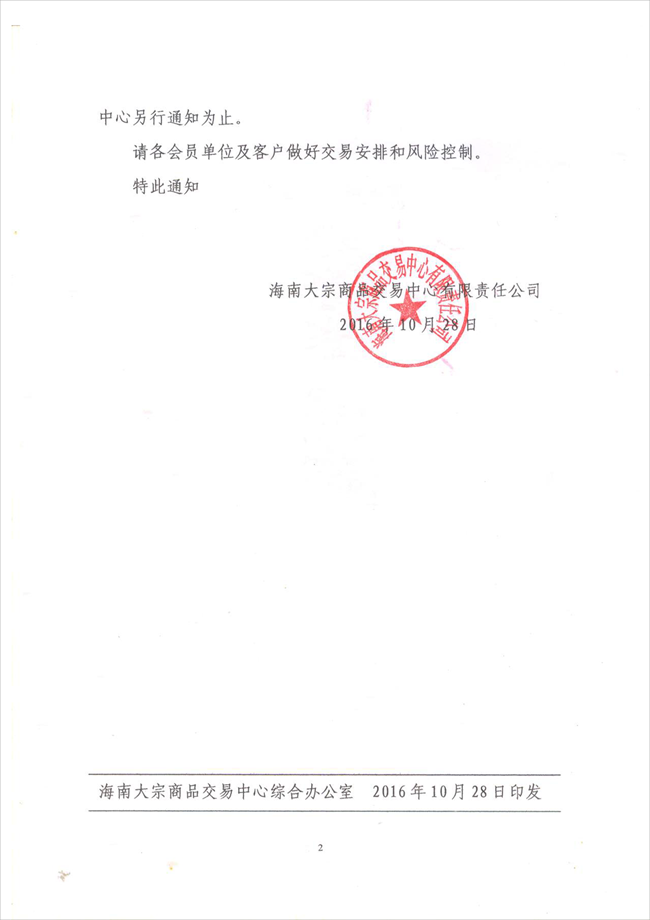 中心另行通知为止。
请各会员单位及客户做好交易安排和风险控制。
特此通知
海南大宗商品交易中心有限责任公司
2016年10月28日
海南大宗商品交易中心有限责任公司
海南大宗商品交易中心综合办公室 2016年10月28日印发
2